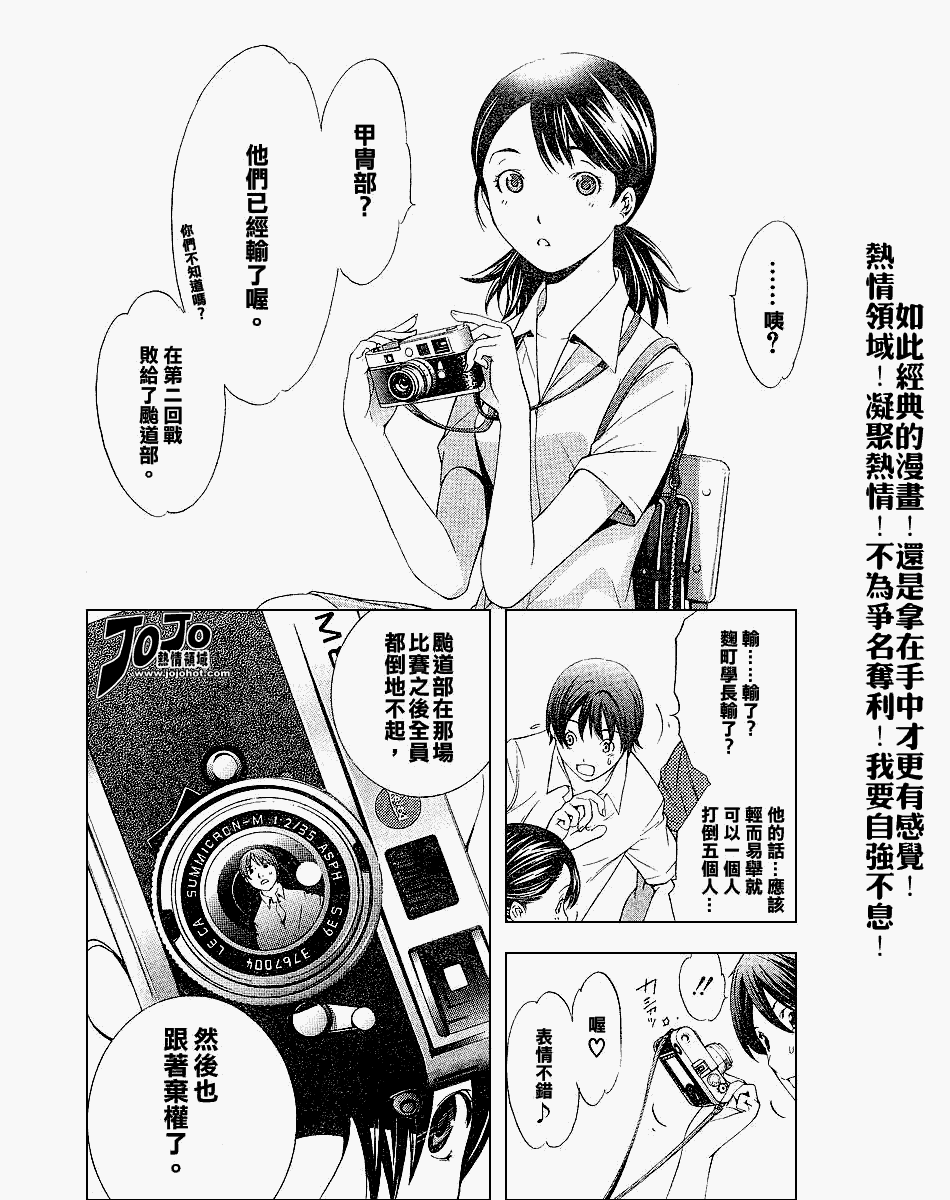 如此經典的漫畫！還是拿在手中才更有感覺！
熱情領域！凝聚熱情！不為爭名奪利！我要自強不息！
……咦？
甲冑部？
他們已經輸了喔。
你們不知道嗎？
在第二回戰
敗給了颱道部。
輸……輸了？
麴町學長輸了？
他的話…應該
輕而易舉就
可以一個人
打倒五個人…
!!
カシャッ
喔♡
表情不錯♪
颱道部在那場
比賽之後全員
都倒地不起，
JoJo
熱情領域
www.jojohot.com
SUMMICRON-M 1:2/35 ASPH
LEICA
3767004
然後也
跟著棄權了。